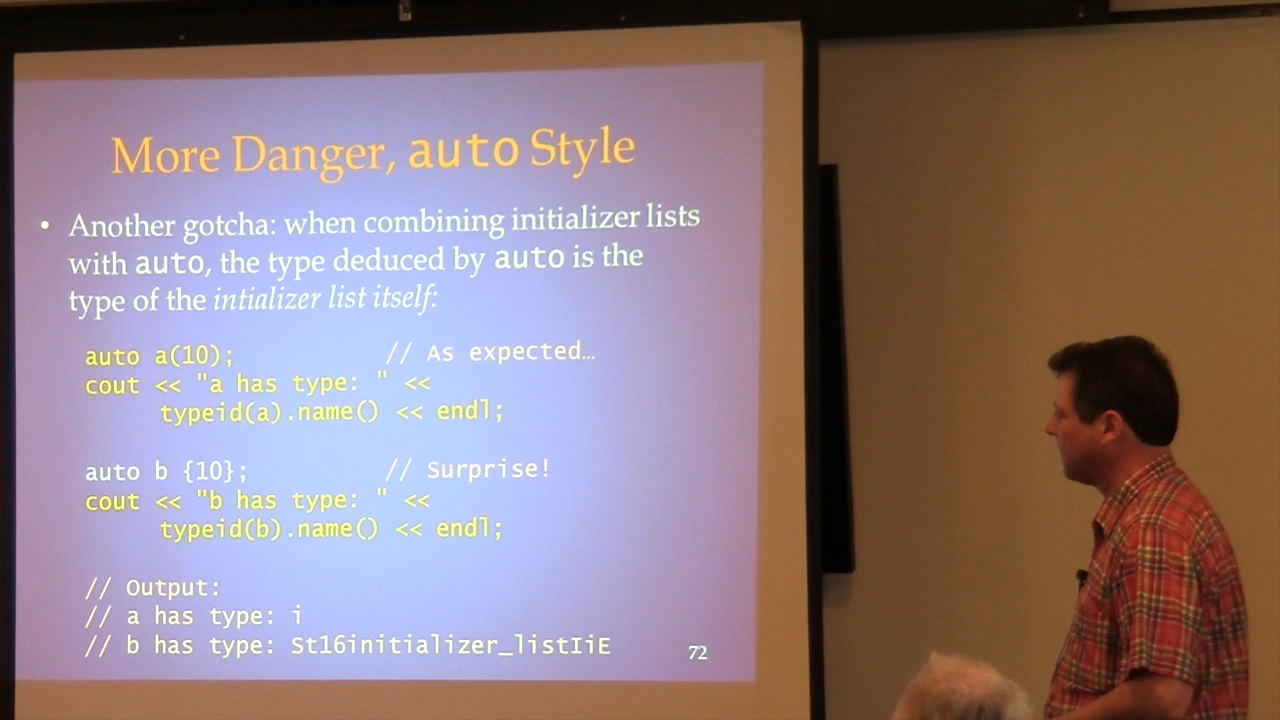 More Danger, auto Style
• Another gotcha: when combining initializer lists
with auto, the type deduced by auto is the
type of the intializer list itself:
auto a(10); // As expected…
cout << "a has type: " <<
typeid(a).name() << endl;
auto b {10}; // Surprise!
cout << "b has type: " <<
typeid(b).name() << endl;
// Output:
// a has type: i
// b has type: St16initializer_listIiE
72